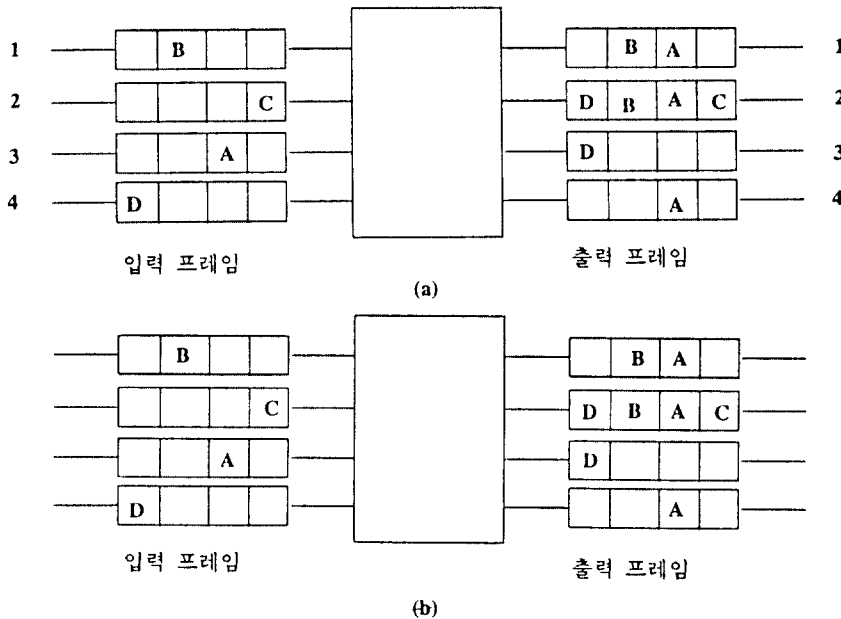 1 B B A 1
2 C D B A C 2
3 A D 3
4 D A 4
입력 프레임 출력 프레임
(a)
B B A
C D B A C
A D
D A
입력 프레임 출력 프레임
(b)